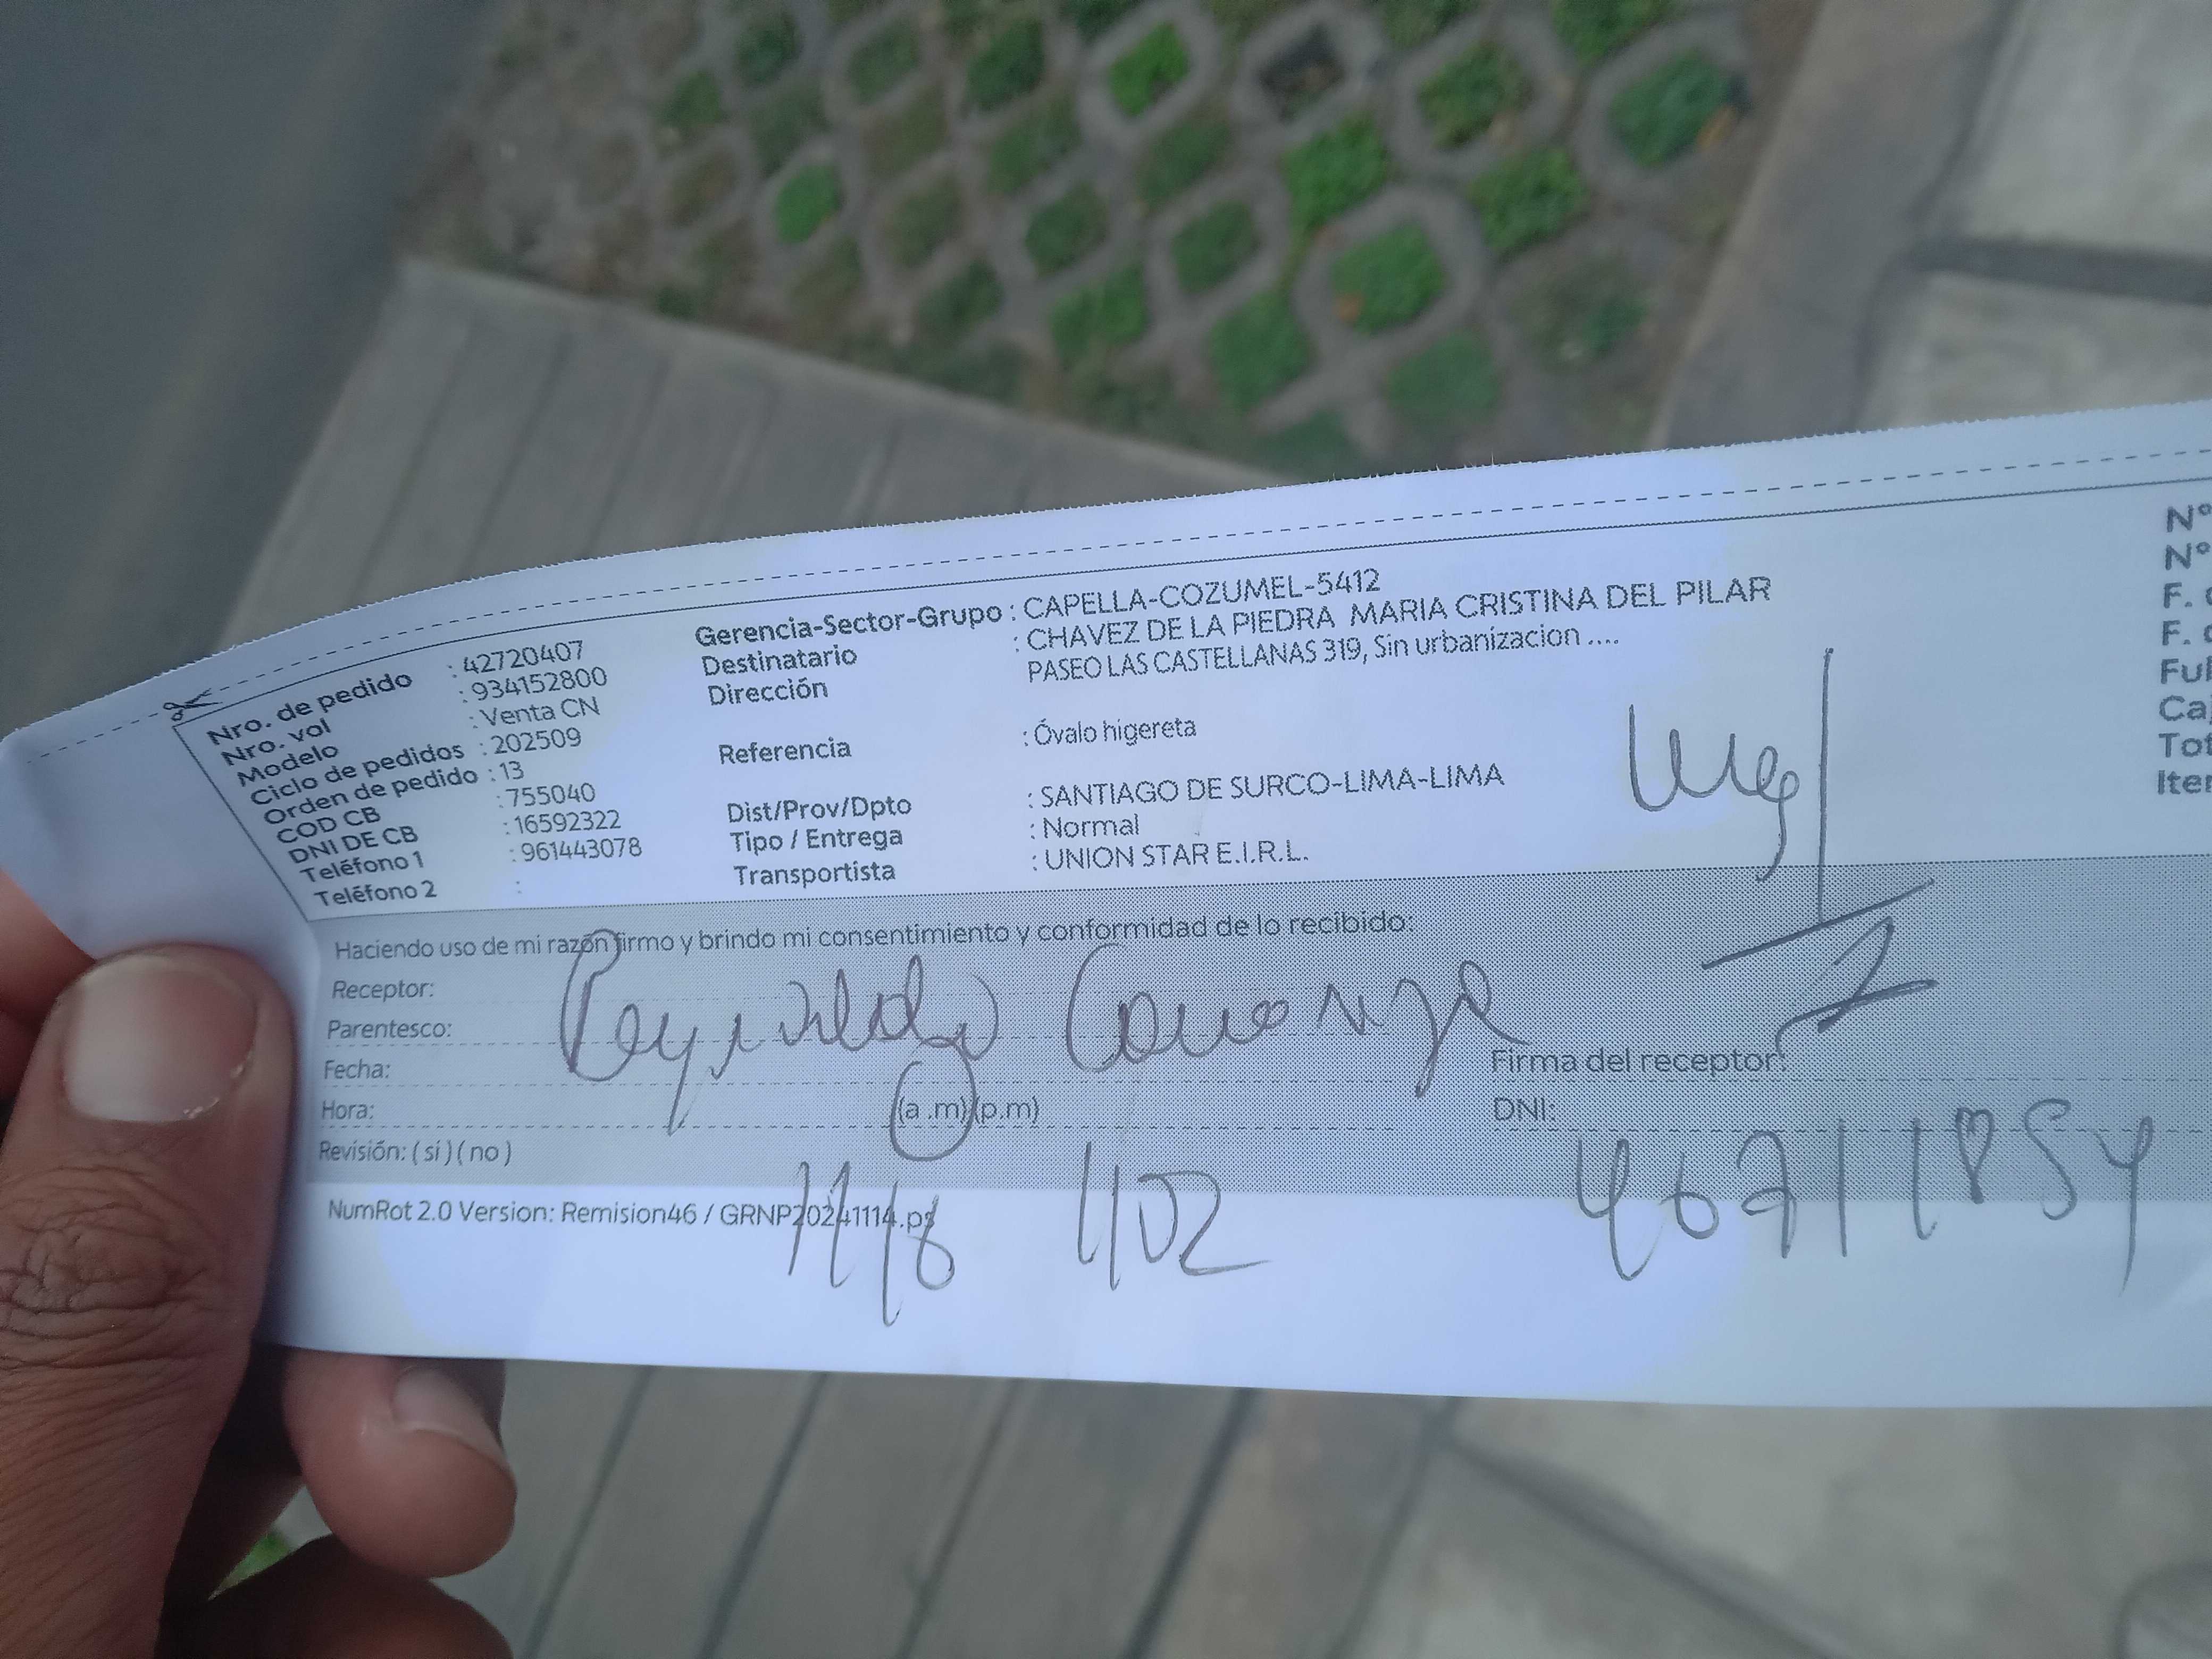 Nro. de pedido : 42720407
Nro. vol : 934152800
Modelo : Venta CN
Ciclo de pedidos : 202509
Orden de pedido : 13
COD CB : 755040
DNI DE CB : 16592322
Teléfono 1 : 961443078
Teléfono 2 :
Gerencia-Sector-Grupo : CAPELLA-COZUMEL-5412
Destinatario : CHAVEZ DE LA PIEDRA MARIA CRISTINA DEL PILAR
Dirección PASEO LAS CASTELLANAS 319, Sin urbanizacion ....
Referencia : Óvalo higereta
Dist/Prov/Dpto : SANTIAGO DE SURCO-LIMA-LIMA
Tipo / Entrega : Normal
Transportista : UNION STAR E.I.R.L.
N°
N°
F.
F.
Tot
Haciendo uso de mi razón firmo y brindo mi consentimiento y conformidad de lo recibido:
Receptor:
Parentesco:
Fecha:
Hora: (a .m) (p.m)
Revisión: ( sí ) ( no )
Firma del receptor:
DNI:
NumRot 2.0 Version: Remision46 / GRNP20241114.ps
1102